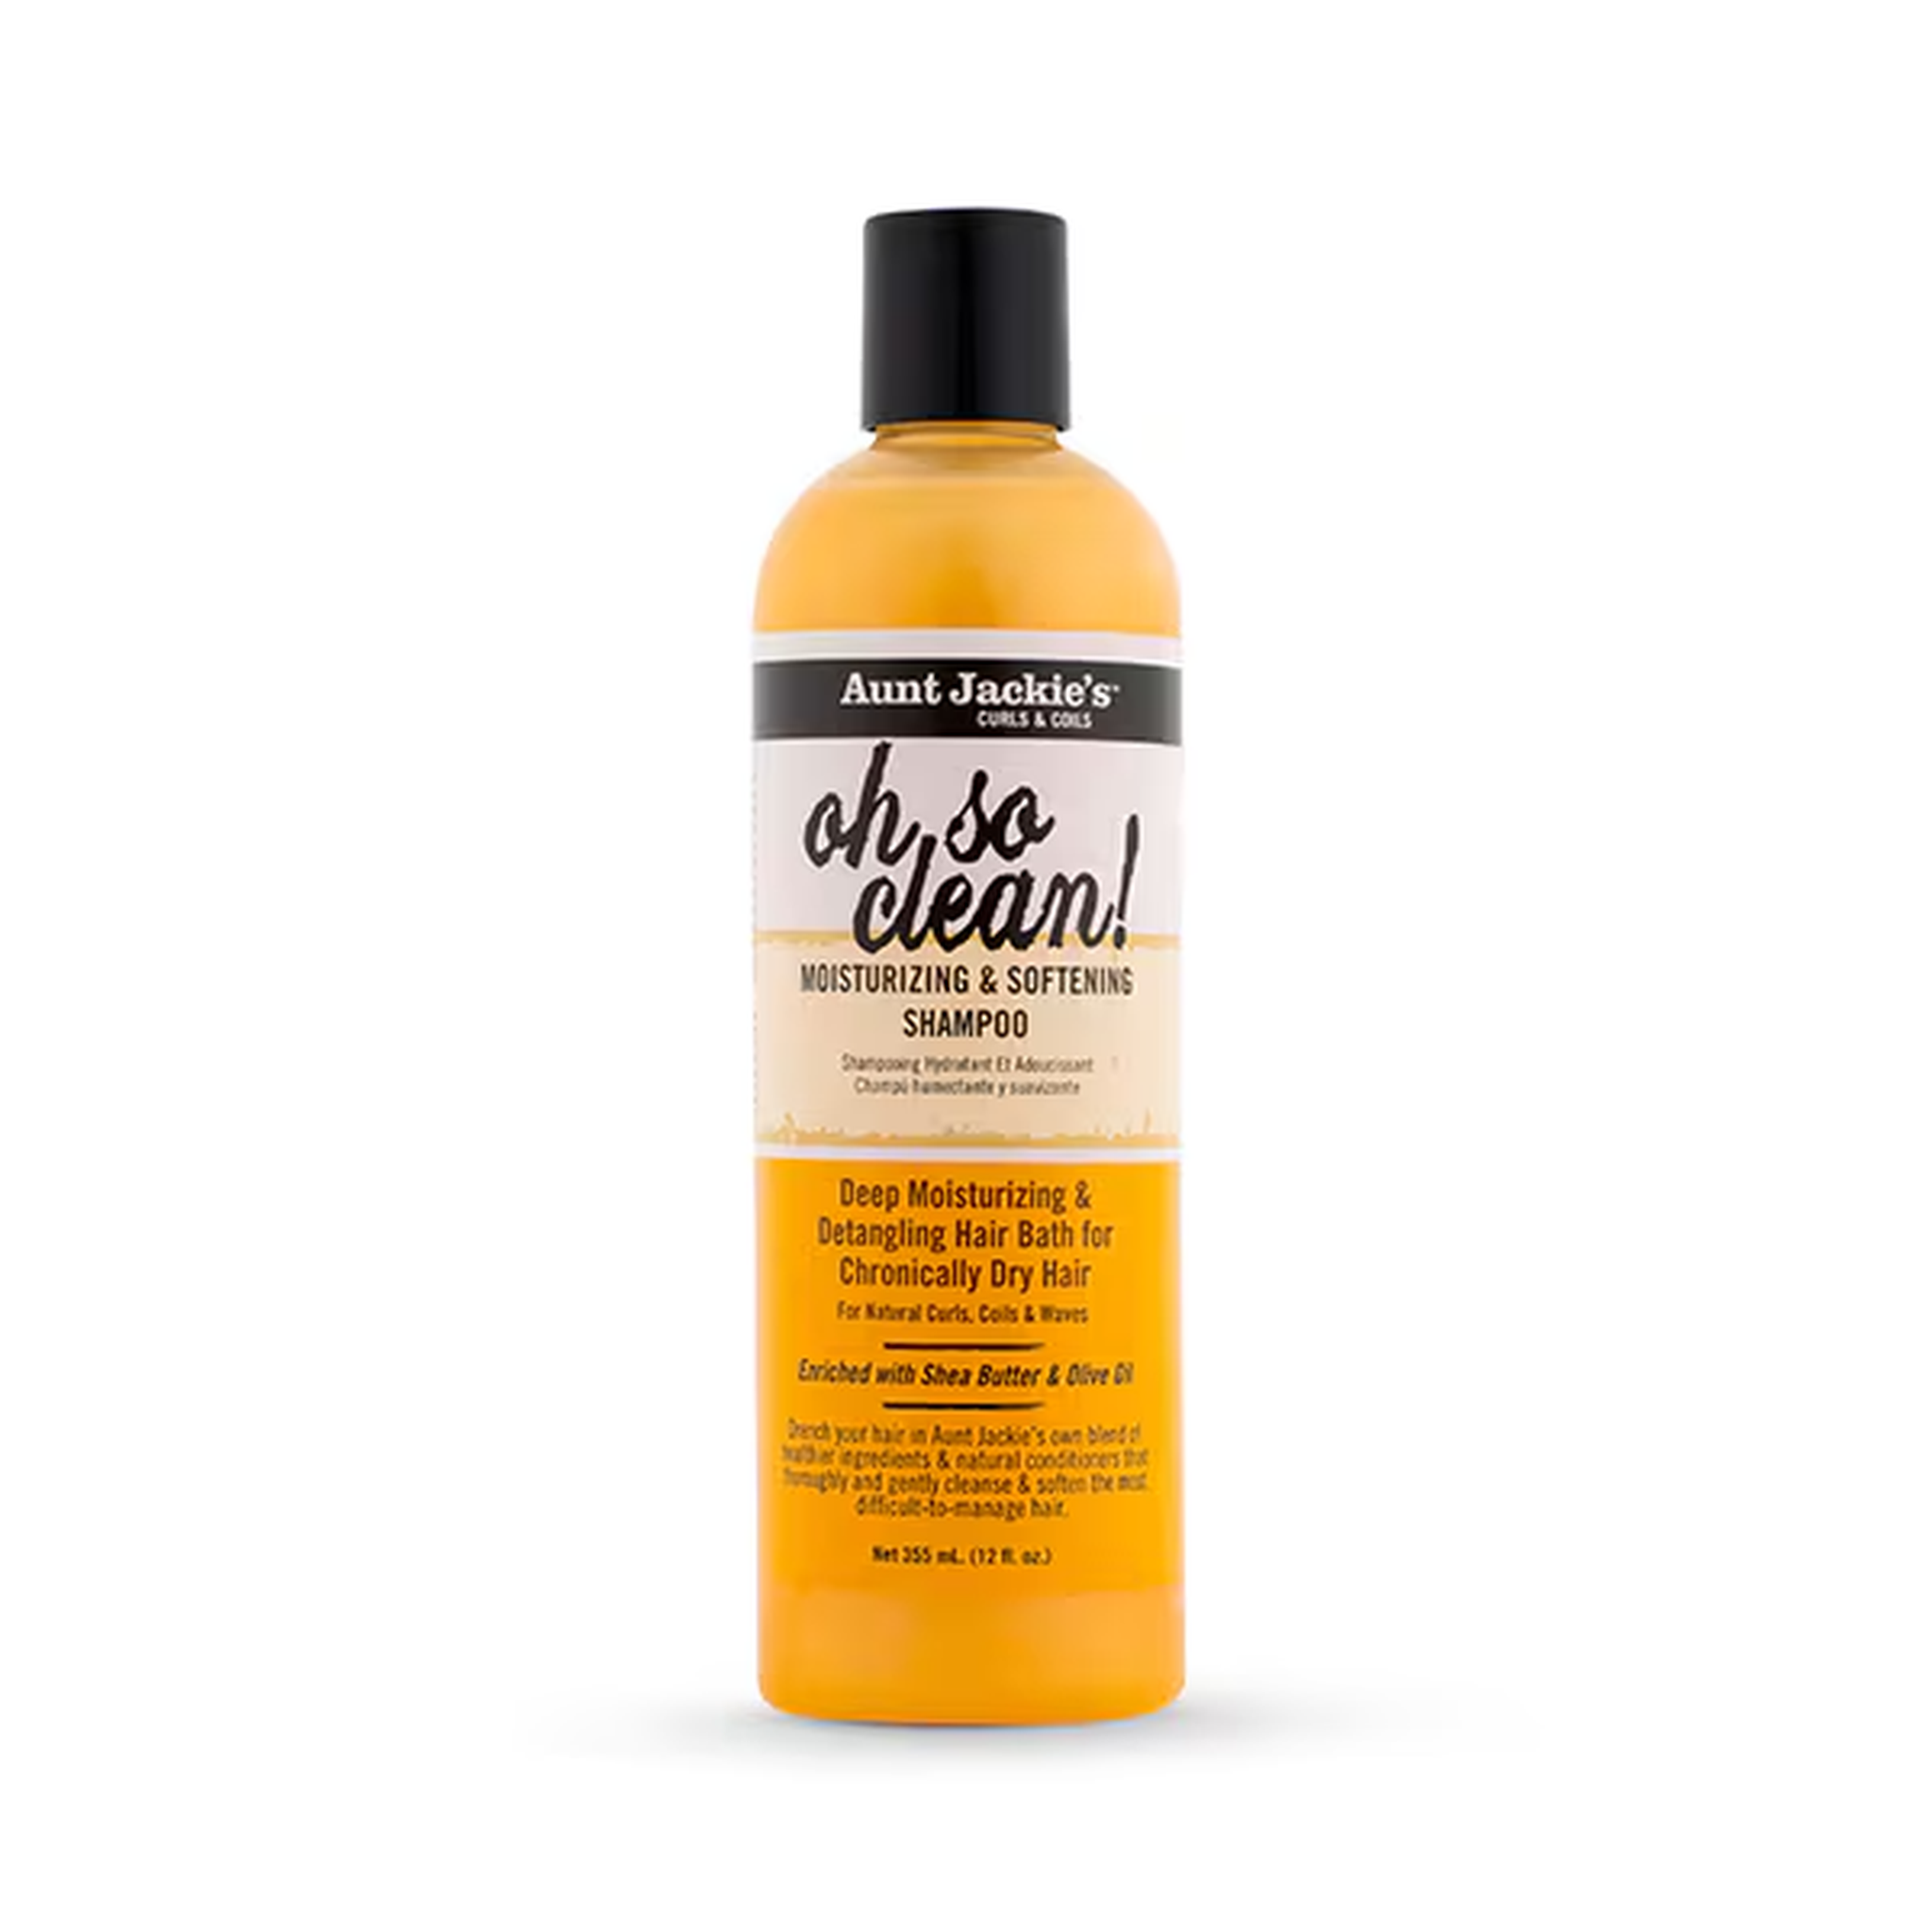 Aunt Jackie's™
CURLS & COILS
oh so
clean!
MOISTURIZING & SOFTENING
SHAMPOO
Shampooing Hydratant Et Adoucissant
Champú humectante y suavizante
Deep Moisturizing &
Detangling Hair Bath for
Chronically Dry Hair
For Natural Curls, Coils & Waves
Enriched with Shea Butter & Olive Oil
Drench your hair in Aunt Jackie's own blend of
healthier ingredients & natural conditioners that
thoroughly and gently cleanse & soften the most
difficult-to-manage hair.
Net 355 mL. (12 fl. oz.)